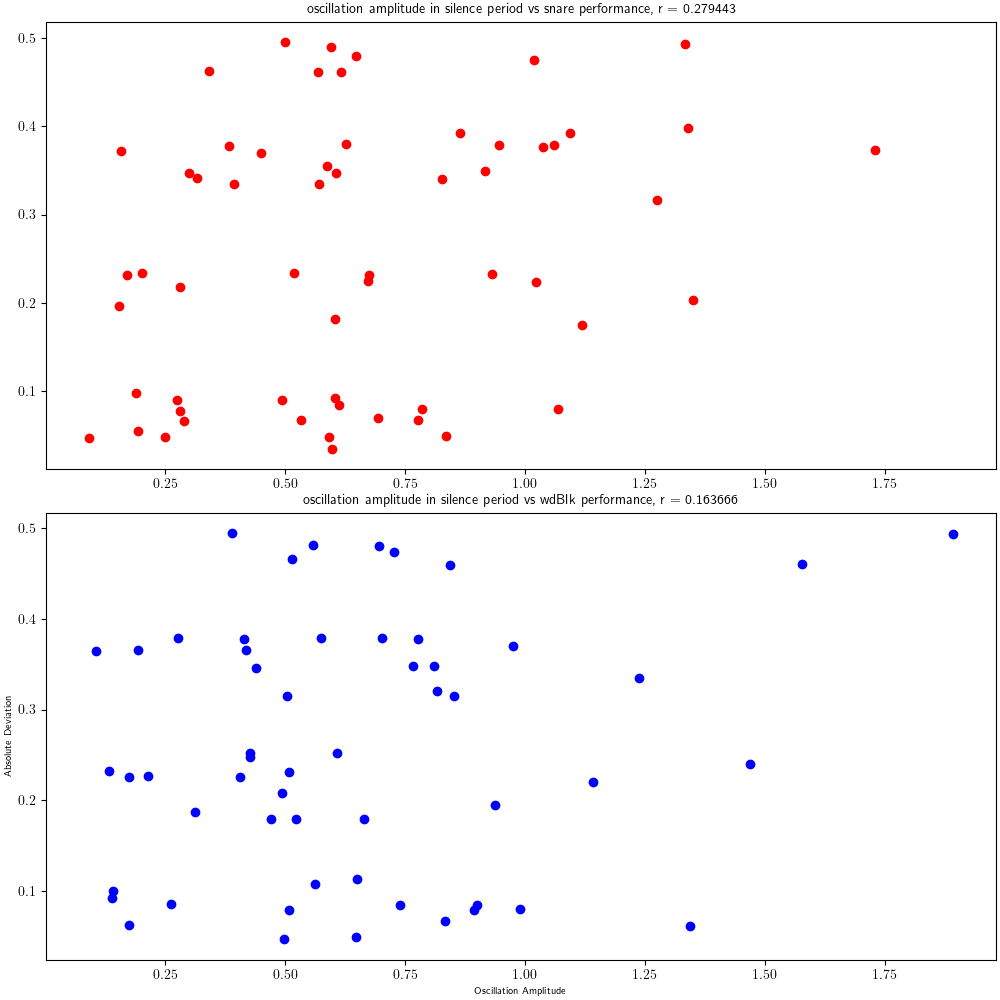 oscillation amplitude in silence period vs snare performance, r = 0.279443
0.5
0.4
0.3
0.2
0.1
0.25 0.50 0.75 1.00 1.25 1.50 1.75
oscillation amplitude in silence period vs wdBlk performance, r = 0.163666
0.5
0.4
0.3
0.2
0.1
Absolute Deviation
0.25 0.50 0.75 1.00 1.25 1.50 1.75
Oscillation Amplitude